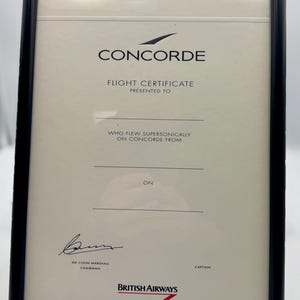 CONCORDE
FLIGHT CERTIFICATE
PRESENTED TO
WHO FLEW SUPERSONICALLY
ON CONCORDE FROM
ON
SIR COLIN MARSHALL
CHAIRMAN
CAPTAIN
BRITISH AIRWAYS